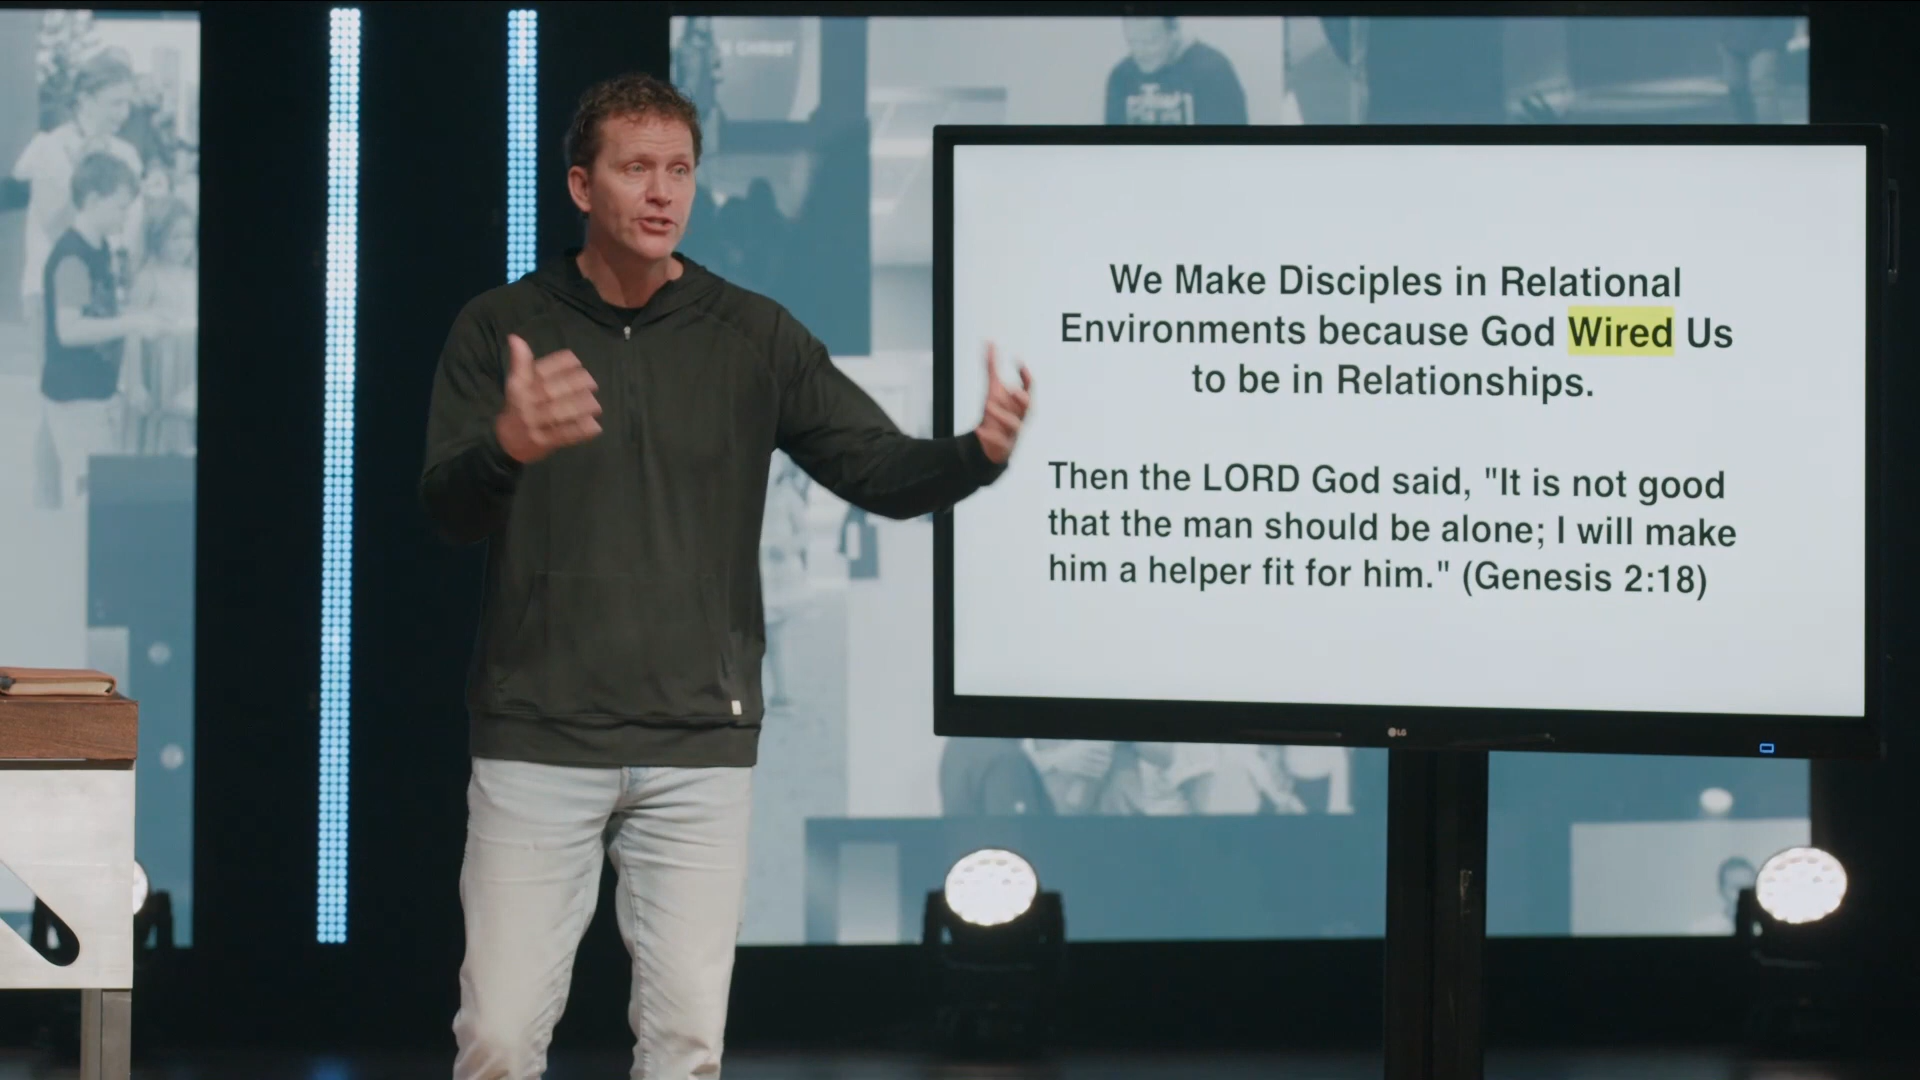 CHRIST
We Make Disciples in Relational
Environments because God Wired Us
to be in Relationships.
Then the LORD God said, "It is not good
that the man should be alone; I will make
him a helper fit for him." (Genesis 2:18)
LG